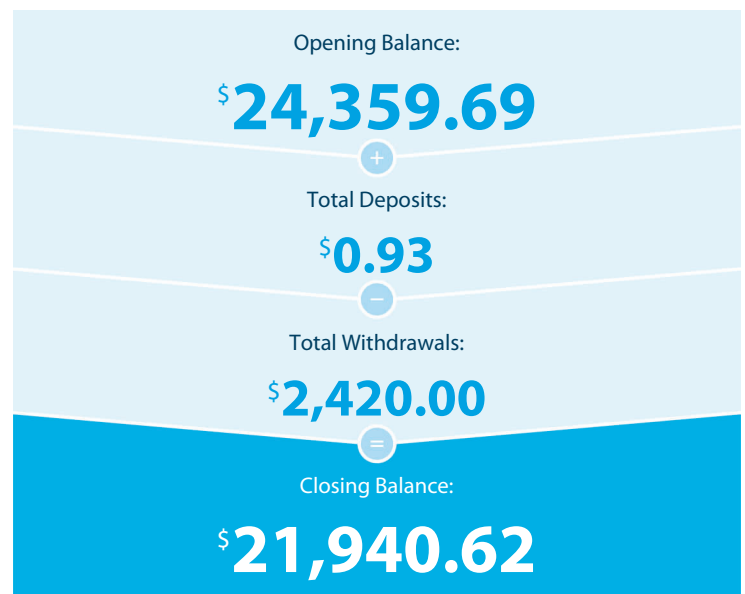 Opening Balance:
$24,359.69
+
Total Deposits:
$0.93
−
Total Withdrawals:
$2,420.00
=
Closing Balance:
$21,940.62